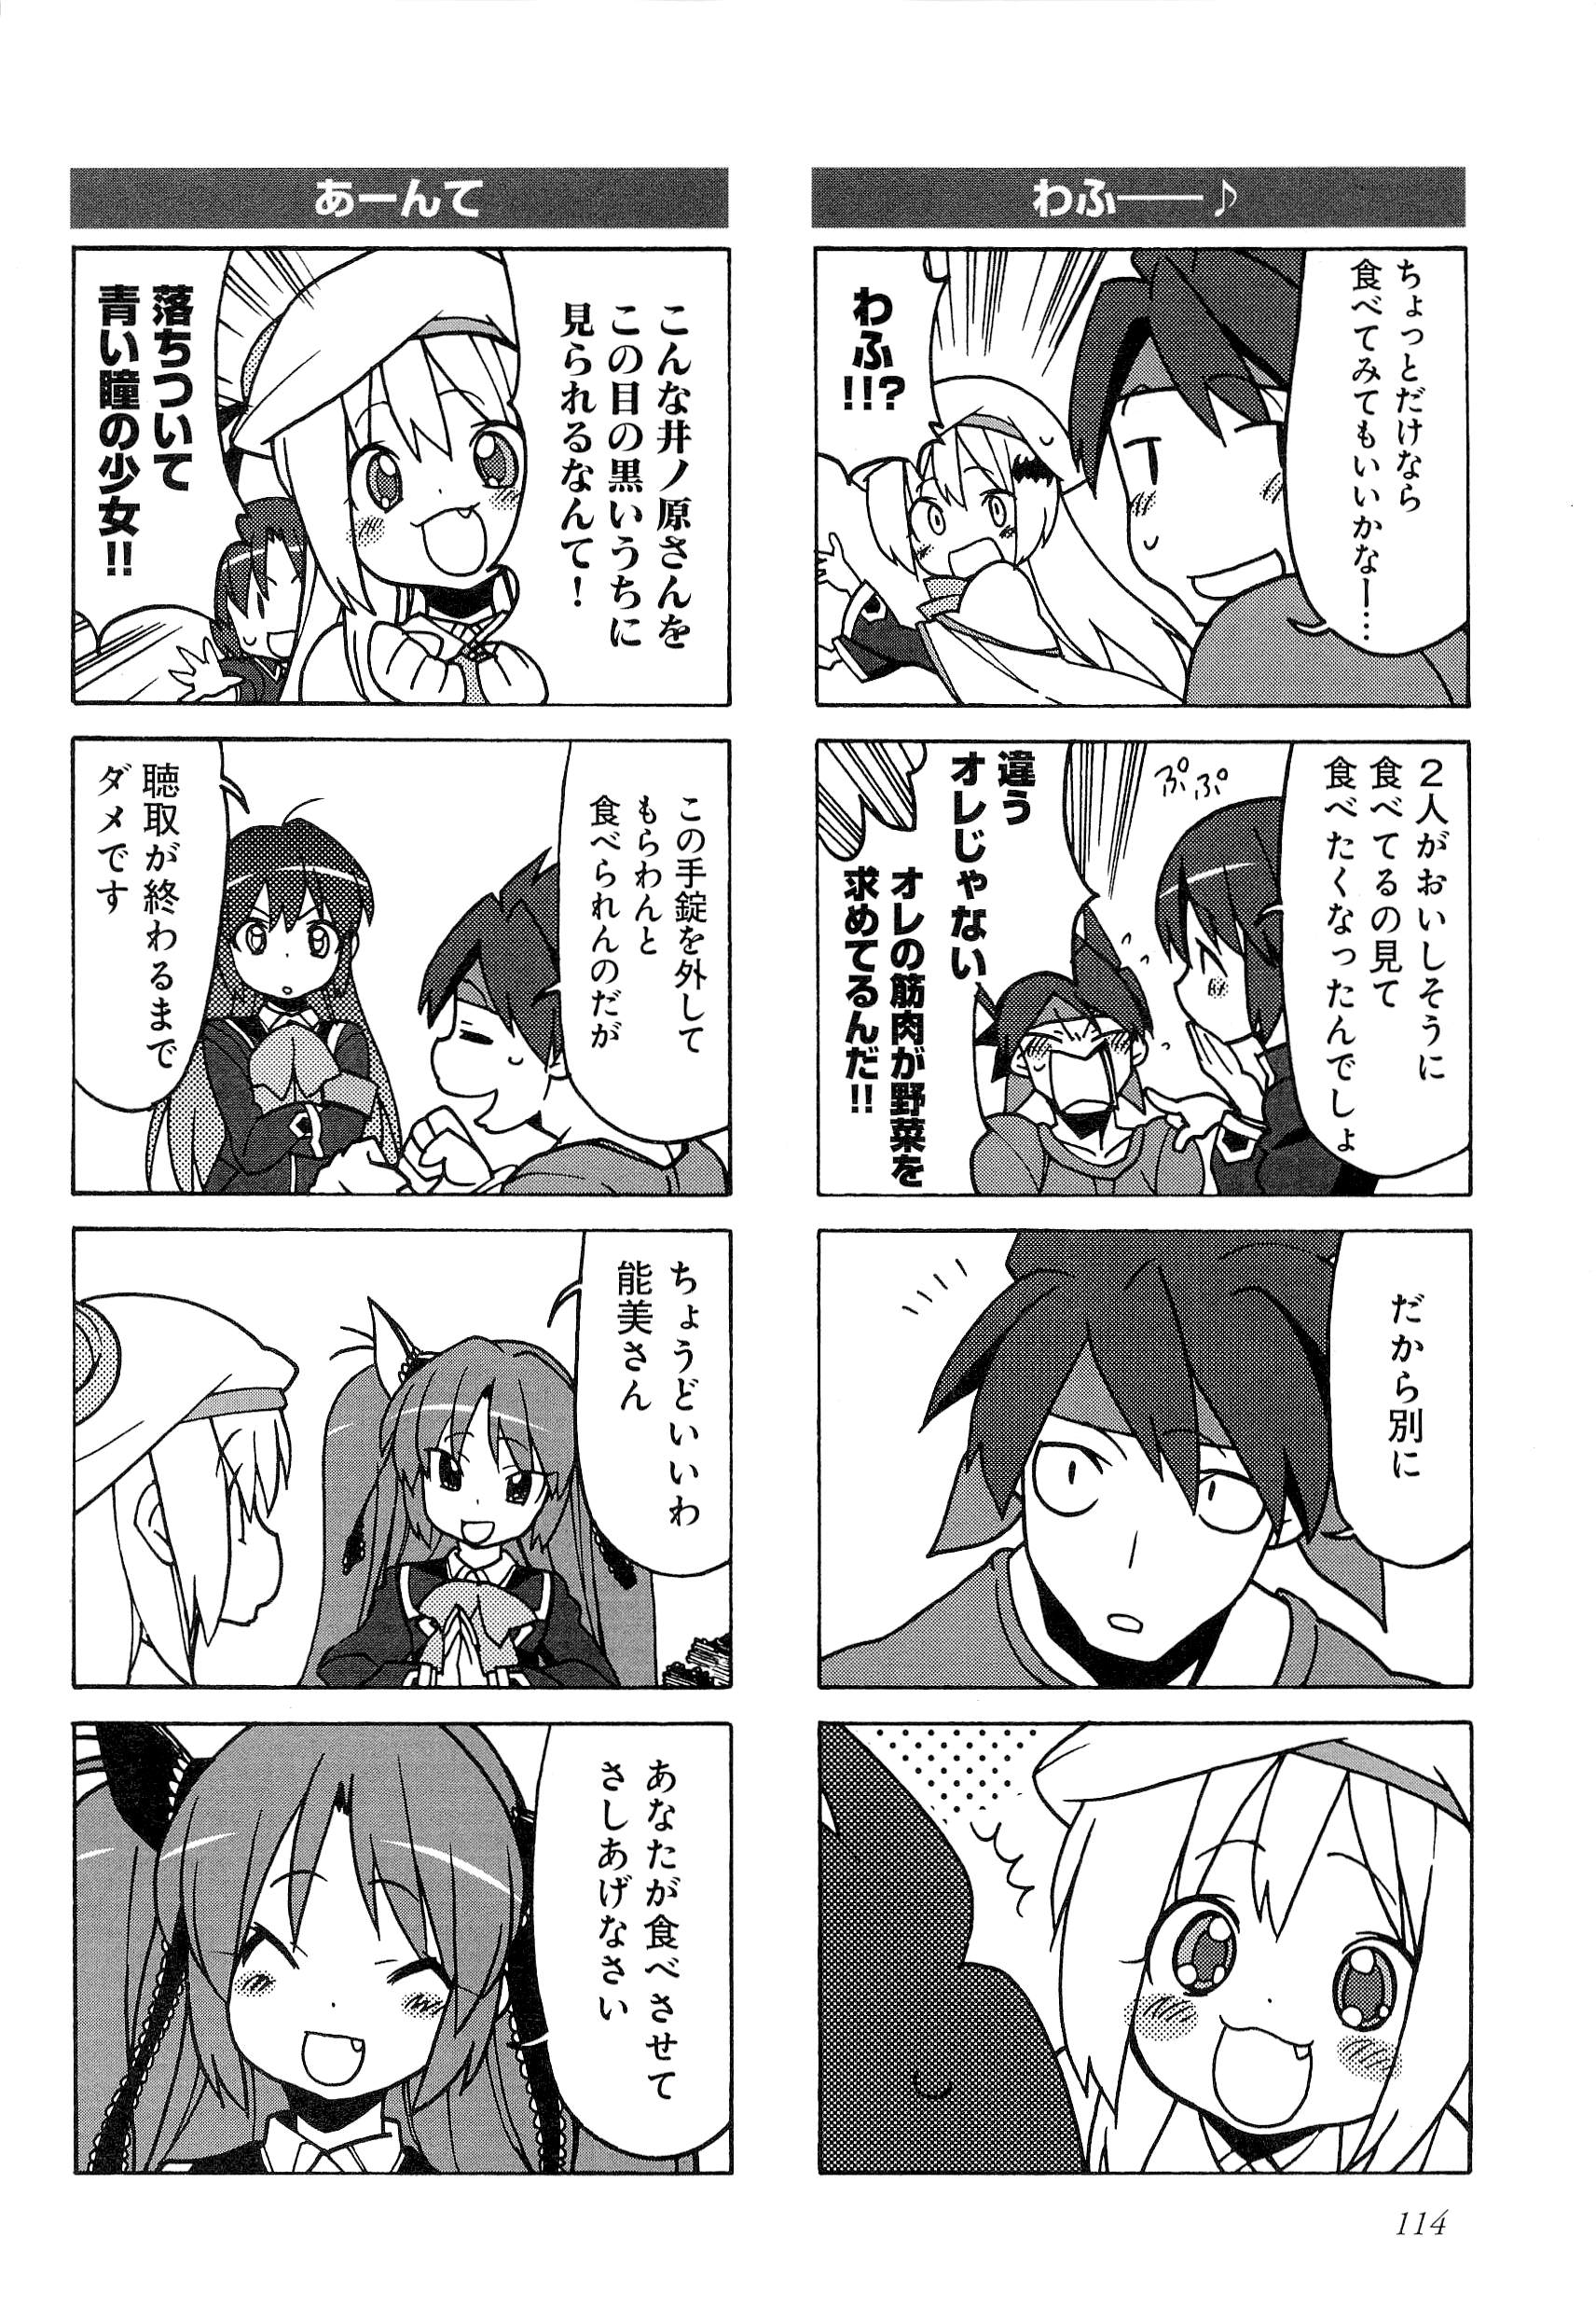 わふ――♪
ちょっとだけなら
食べてみてもいいかなー…
わふ!!?
2人がおいしそうに
食べてるの見て
食べたくなったんでしょ
ぷぷ
違う
オレじゃない
オレの筋肉が野菜を
求めてるんだ!!
だから別に
あーんて
こんな井ノ原さんを
この目の黒いうちに
見られるなんて!
落ちついて
青い瞳の少女!!
この手錠を外して
もらわんと
食べられんのだが
聴取が終わるまで
ダメです
ちょうどいいわ
能美さん
あなたが食べさせて
さしあげなさい
114